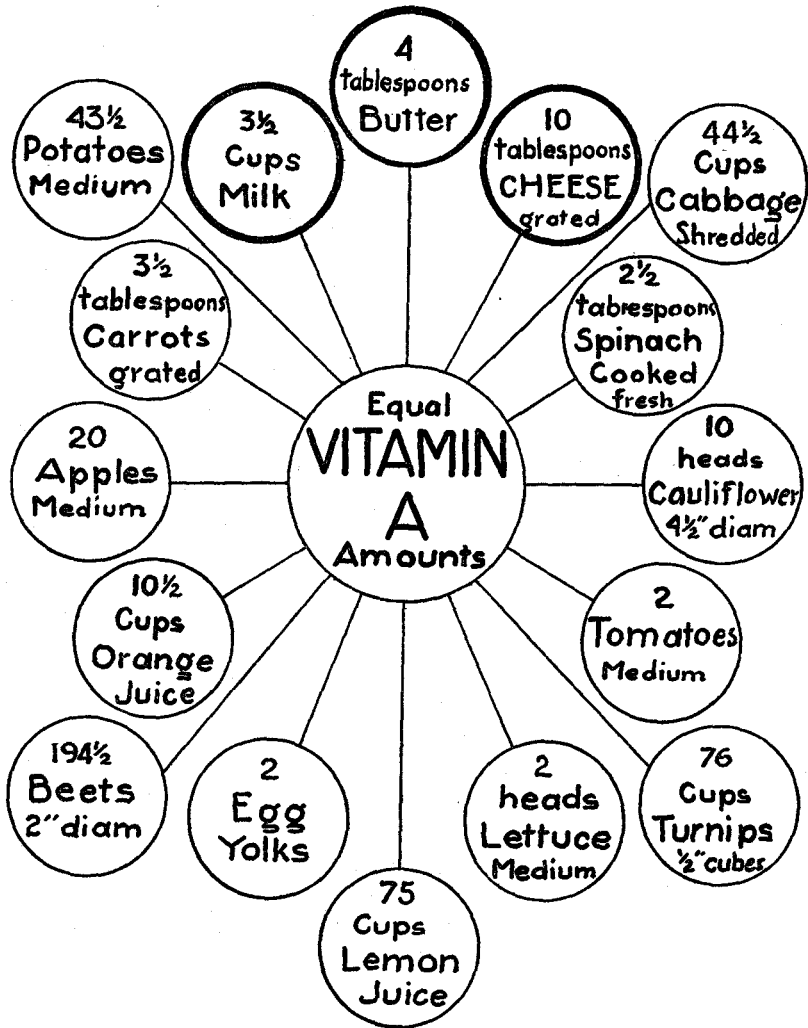 4
tablespoons
Butter
43½
Potatoes
Medium
3½
Cups
Milk
10
tablespoons
CHEESE
grated
44½
Cups
Cabbage
Shredded
3½
tablespoons
Carrots
grated
2½
tabrespoons
Spinach
Cooked
fresh
Equal
VITAMIN
A
Amounts
20
Apples
Medium
10
heads
Cauliflower
4½" diam
10½
Cups
Orange
Juice
2
Tomatoes
Medium
194½
Beets
2" diam
2
Egg
Yolks
2
heads
Lettuce
Medium
76
Cups
Turnips
½" cubes
75
Cups
Lemon
Juice